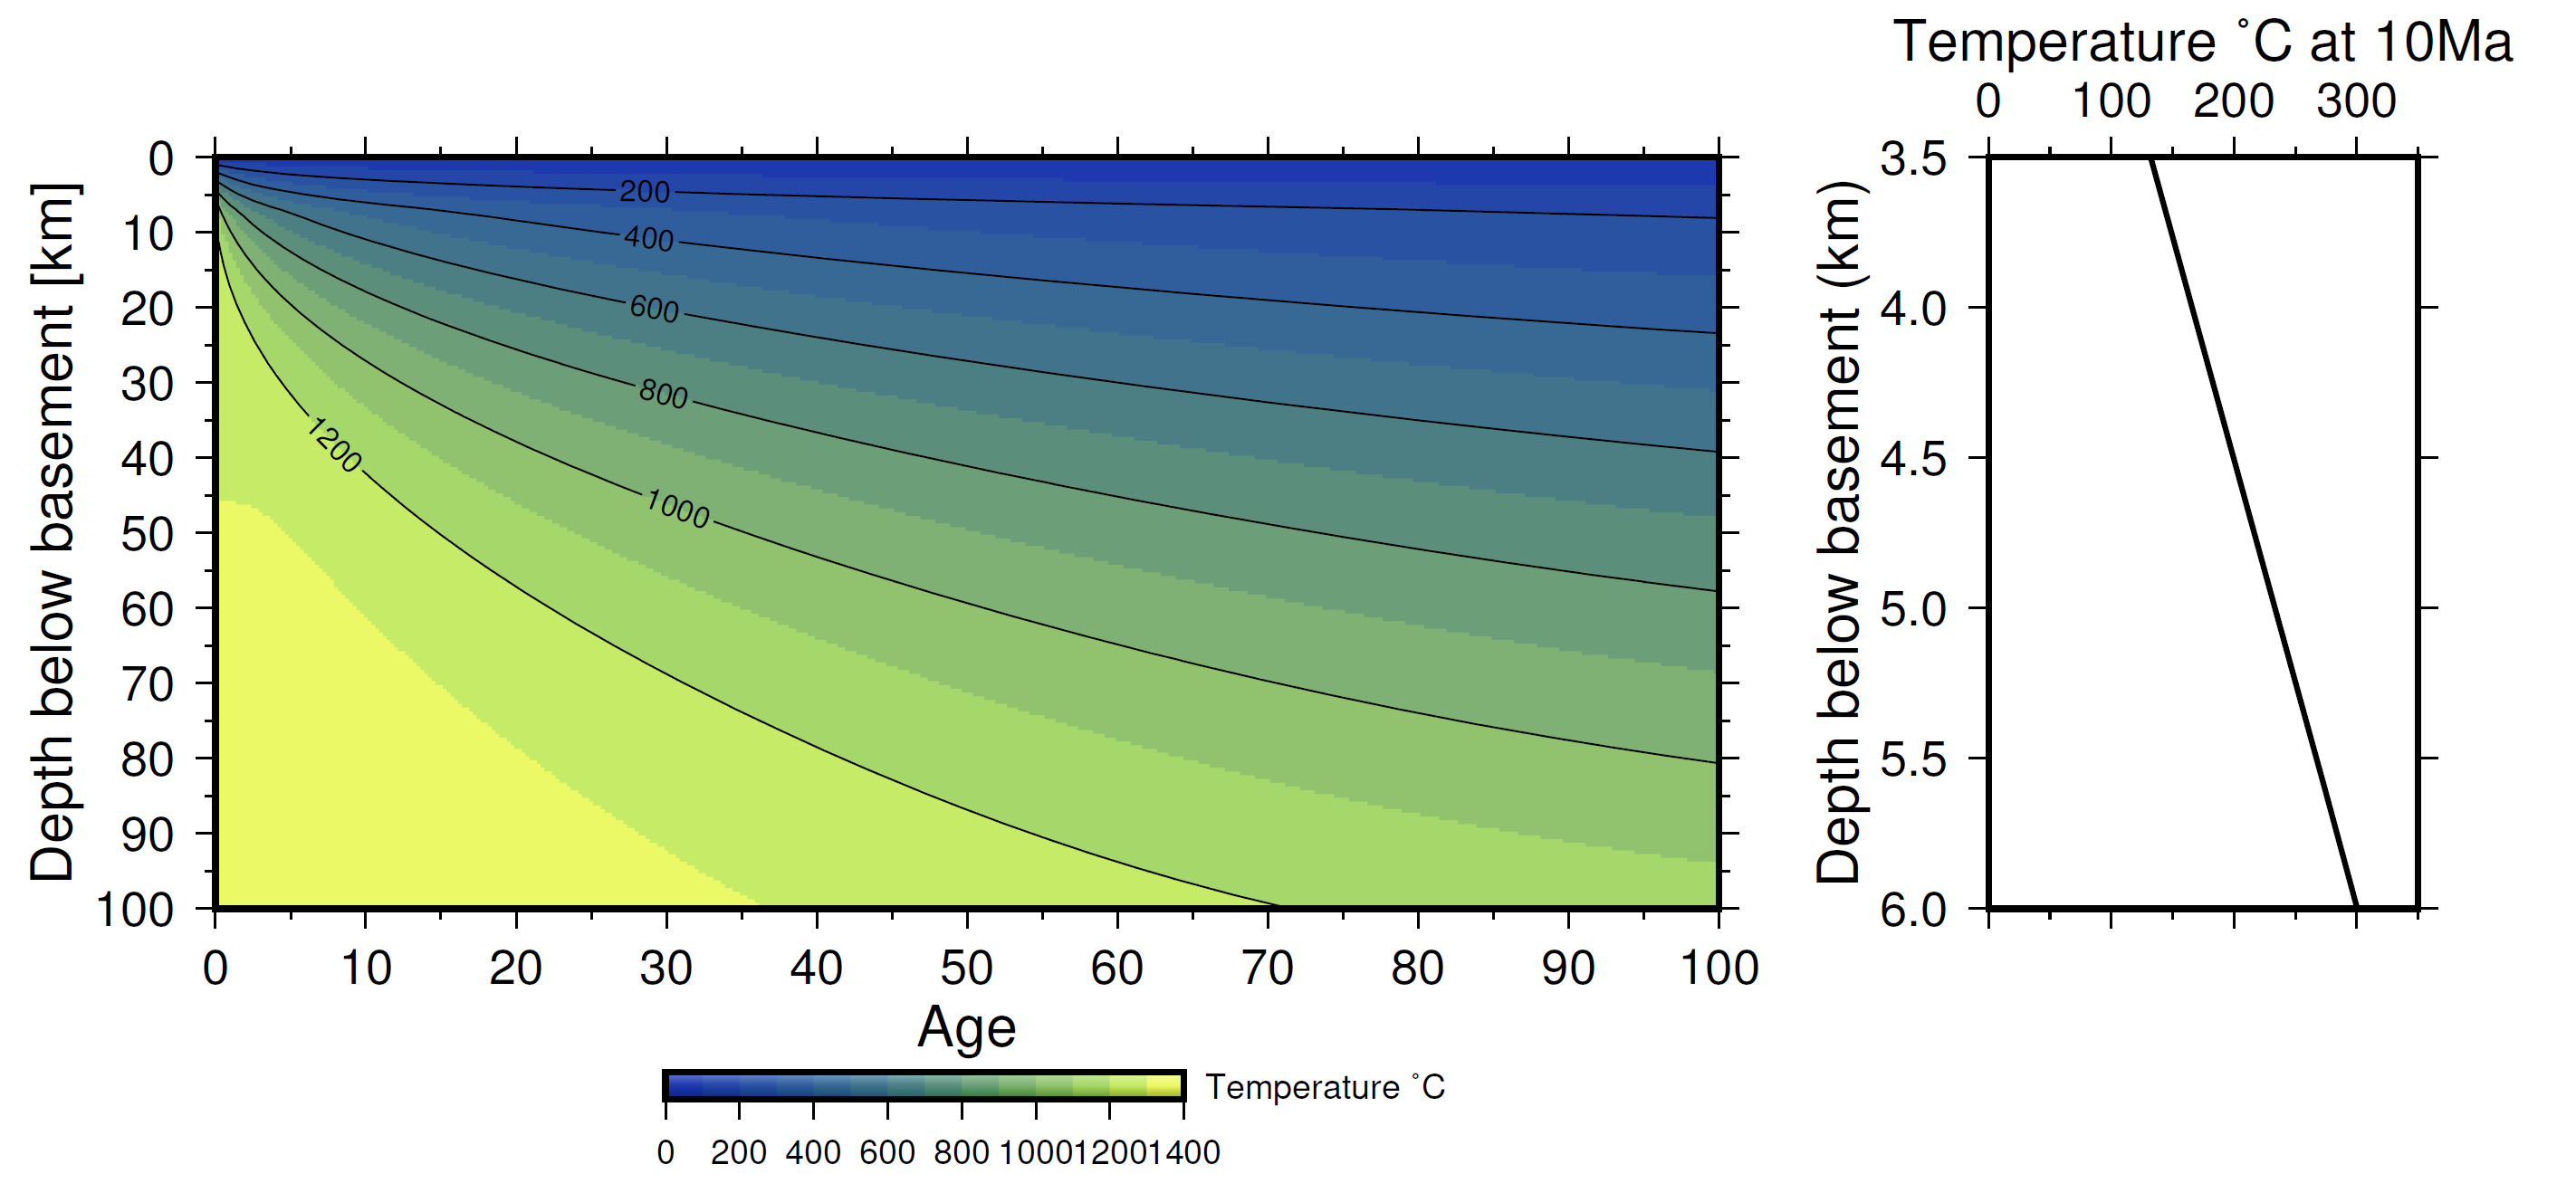 Depth below basement [km]
0
10
20
30
40
50
60
70
80
90
100
200
400
600
800
1000
1200
0 10 20 30 40 50 60 70 80 90 100
Age
0 200 400 600 800 1000 1200 1400
Temperature ˚C
Temperature ˚C at 10Ma
0 100 200 300
Depth below basement (km)
3.5
4.0
4.5
5.0
5.5
6.0